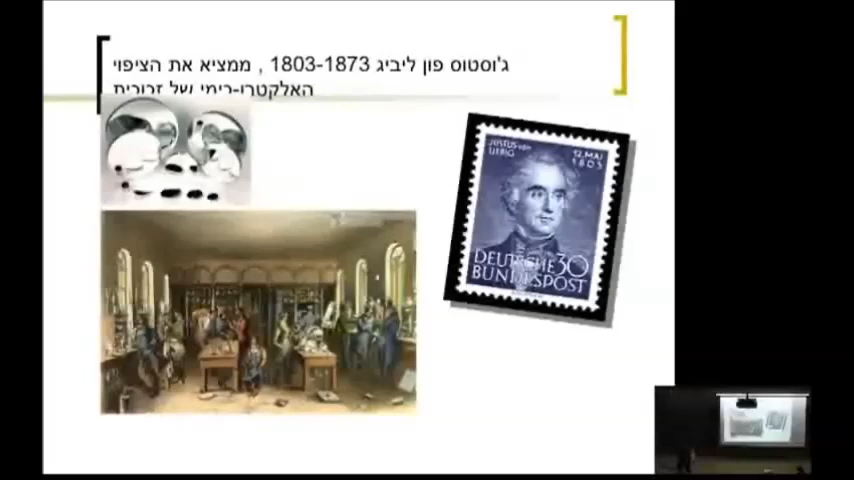 ג'וסטוס פון ליביג 1803-1873 , ממציא את הציפוי
האלקטרו-כימי של זכוכית
JUSTUS von
LIEBIG
12.MAI
1803
DEUTSCHE 30
BUNDESPOST